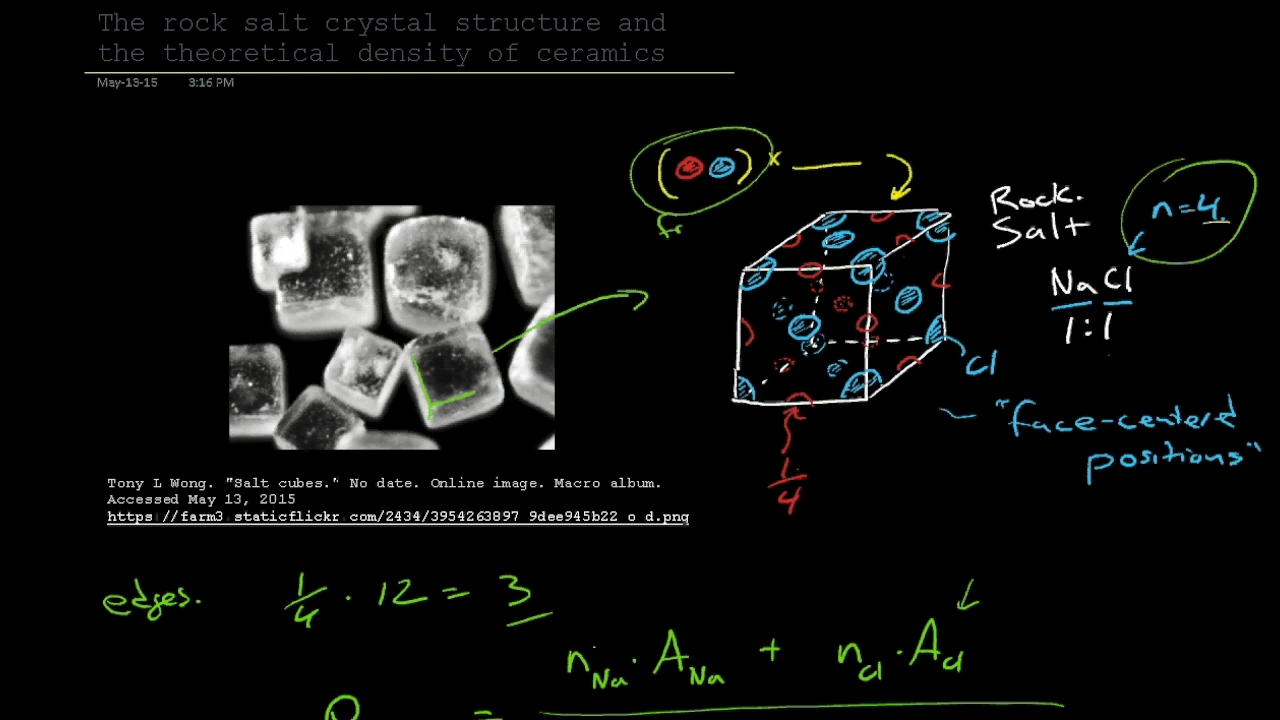 The rock salt crystal structure and
the theoretical density of ceramics
May-13-15 3:16 PM
x
fr
Rock.
Salt
n=4.
NaCl
1:1
Cl
"face-centered
positions"
1/4
Tony L Wong. "Salt cubes." No date. Online image. Macro album.
Accessed May 13, 2015
https://farm3.staticflickr.com/2434/3954263897_9dee945b22_o_d.png
edges. 1/4 · 12 = 3
n_Na · A_Na + n_Cl · A_Cl
=